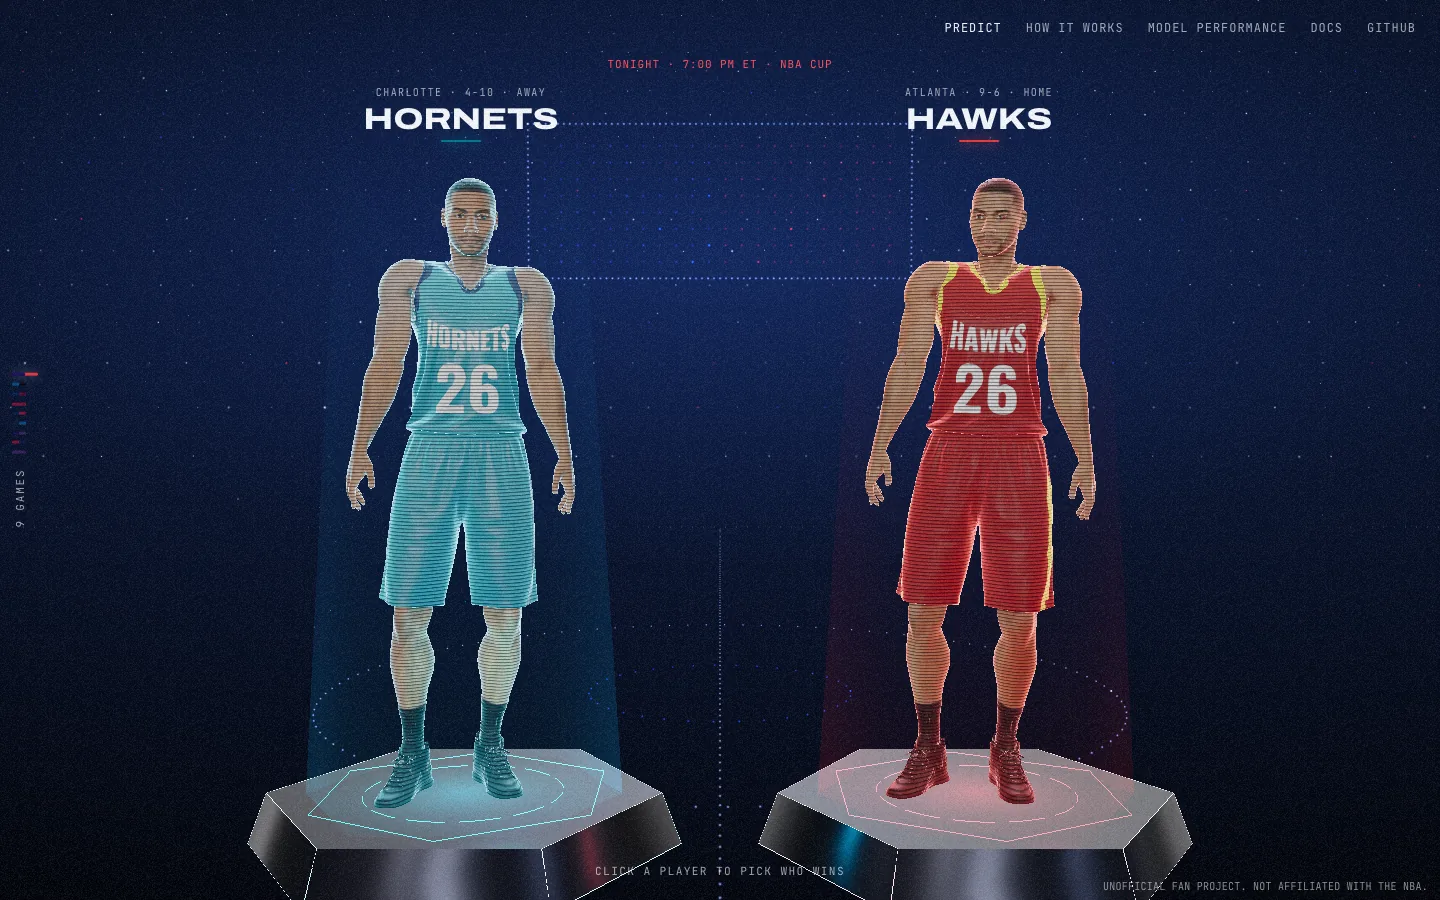 PREDICT HOW IT WORKS MODEL PERFORMANCE DOCS GITHUB
TONIGHT · 7:00 PM ET · NBA CUP
CHARLOTTE · 4-10 · AWAY
HORNETS
ATLANTA · 9-6 · HOME
HAWKS
HORNETS
26
HAWKS
26
9 GAMES
CLICK A PLAYER TO PICK WHO WINS
UNOFFICIAL FAN PROJECT. NOT AFFILIATED WITH THE NBA.